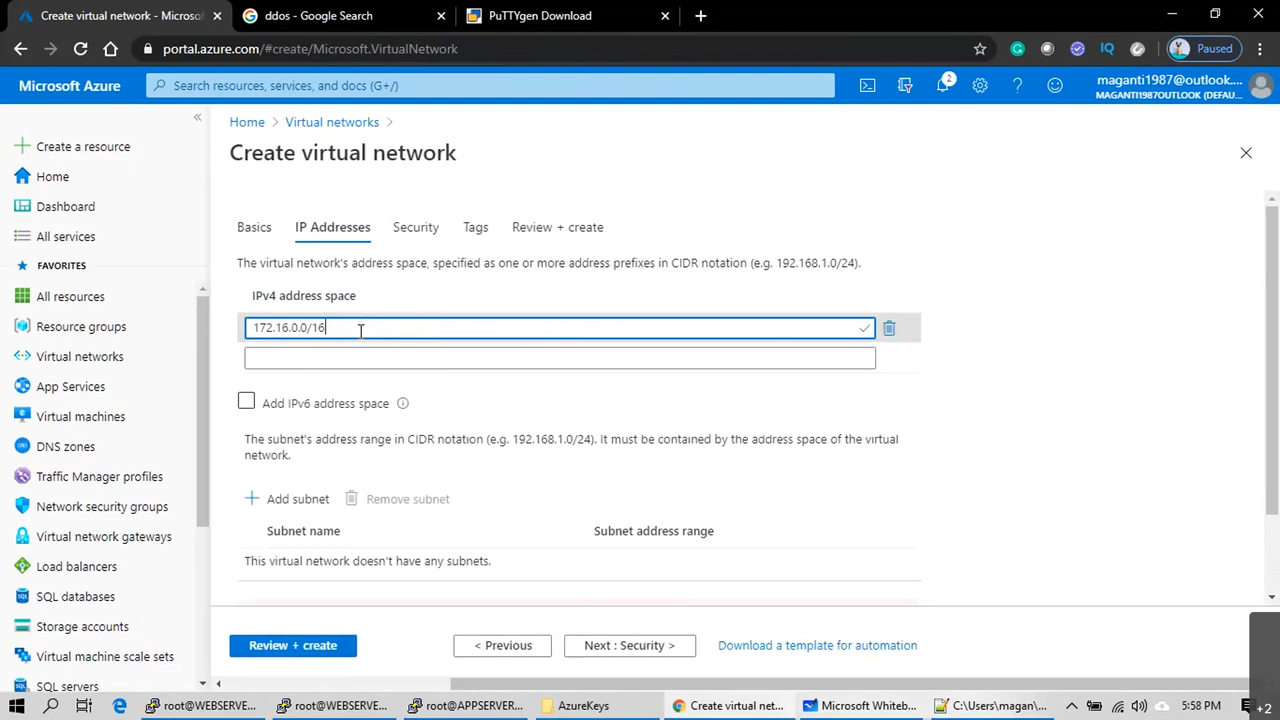 Create virtual network - Microso
ddos - Google Search
PuTTYgen Download
portal.azure.com/#create/Microsoft.VirtualNetwork
IQ
Paused
Microsoft Azure
Search resources, services, and docs (G+/)
2
maganti1987@outlook....
MAGANTI1987OUTLOOK (DEFAU...
Home > Virtual networks >
Create virtual network
Create a resource
Home
Dashboard
All services
FAVORITES
All resources
Resource groups
Virtual networks
App Services
Virtual machines
DNS zones
Traffic Manager profiles
Network security groups
Virtual network gateways
Load balancers
SQL databases
Storage accounts
Virtual machine scale sets
SQL servers
Basics
IP Addresses
Security
Tags
Review + create
The virtual network's address space, specified as one or more address prefixes in CIDR notation (e.g. 192.168.1.0/24).
IPv4 address space
172.16.0.0/16
Add IPv6 address space
The subnet's address range in CIDR notation (e.g. 192.168.1.0/24). It must be contained by the address space of the virtual
network.
Add subnet
Remove subnet
Subnet name
Subnet address range
This virtual network doesn't have any subnets.
Review + create
< Previous
Next : Security >
Download a template for automation
root@WEBSERVE...
root@WEBSERVE...
root@APPSERVER...
AzureKeys
Create virtual net...
Microsoft Whiteb...
C:\Users\magan\...
5:58 PM
+2